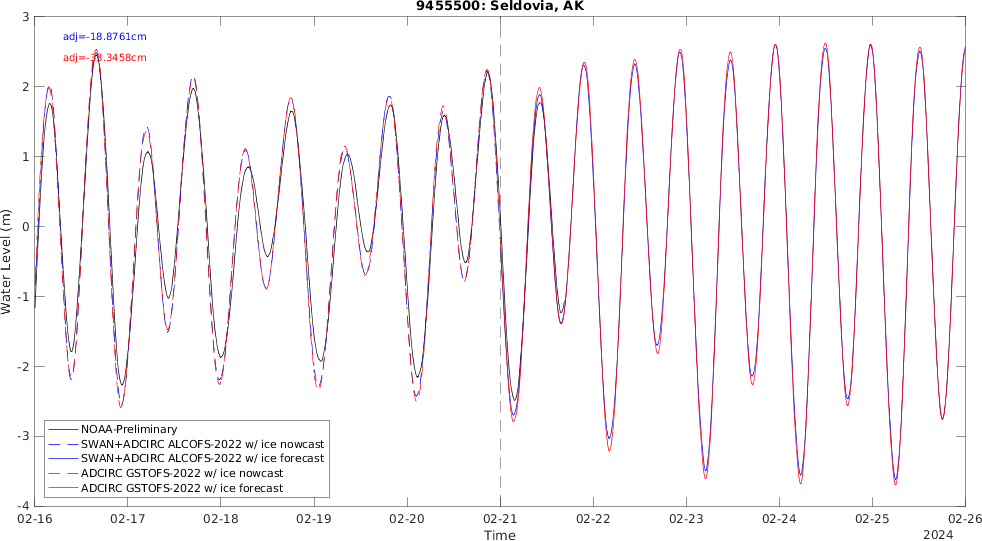 9455500: Seldovia, AK
adj=-18.8761cm
adj=-33.3458cm
3
2
1
0
-1
-2
-3
-4
Water Level (m)
NOAA-Preliminary
SWAN+ADCIRC ALCOFS-2022 w/ ice nowcast
SWAN+ADCIRC ALCOFS-2022 w/ ice forecast
ADCIRC GSTOFS-2022 w/ ice nowcast
ADCIRC GSTOFS-2022 w/ ice forecast
02-16 02-17 02-18 02-19 02-20 02-21 02-22 02-23 02-24 02-25 02-26
Time
2024